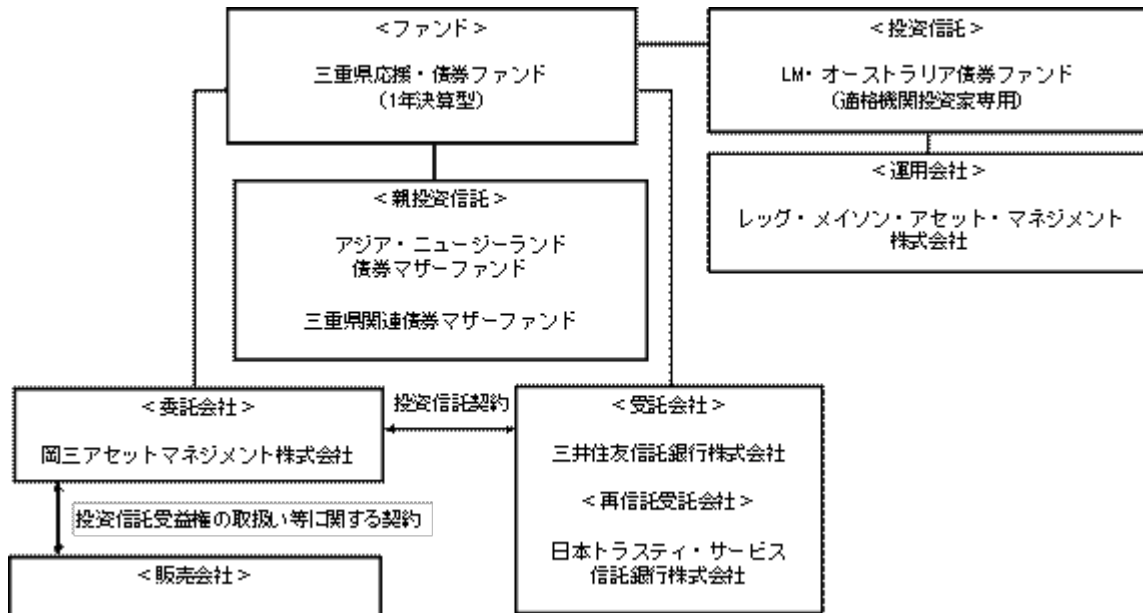 ＜ファンド＞
三重県応援・債券ファンド
(1年決算型)
＜投資信託＞
LM・オーストラリア債券ファンド
(適格機関投資家専用)
＜運用会社＞
レッグ・メイソン・アセット・マネジメント
株式会社
＜親投資信託＞
アジア・ニュージーランド
債券マザーファンド
三重県関連債券マザーファンド
＜委託会社＞
岡三アセットマネジメント株式会社
投資信託契約
＜受託会社＞
三井住友信託銀行株式会社
＜再信託受託会社＞
日本トラスティ・サービス
信託銀行株式会社
投資信託受益権の取扱い等に関する契約
＜販売会社＞